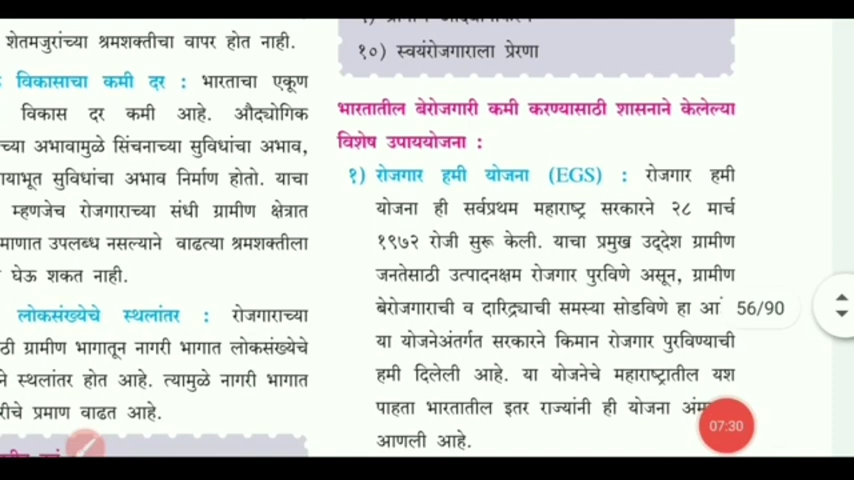 शेतमजुरांच्या श्रमशक्तीचा वापर होत नाही.
विकासाचा कमी दर : भारताचा एकूण
विकास दर कमी आहे. औद्योगिक
च्या अभावामुळे सिंचनाच्या सुविधांचा अभाव,
याभूत सुविधांचा अभाव निर्माण होतो. याचा
म्हणजेच रोजगाराच्या संधी ग्रामीण क्षेत्रात
माणात उपलब्ध नसल्याने वाढत्या श्रमशक्तीला
घेऊ शकत नाही.
लोकसंख्येचे स्थलांतर : रोजगाराच्या
ठी ग्रामीण भागातून नागरी भागात लोकसंख्येचे
ने स्थलांतर होत आहे. त्यामुळे नागरी भागात
रीचे प्रमाण वाढत आहे.
१०) स्वयंरोजगाराला प्रेरणा
भारतातील बेरोजगारी कमी करण्यासाठी शासनाने केलेल्या
विशेष उपाययोजना :
१) रोजगार हमी योजना (EGS) : रोजगार हमी
योजना ही सर्वप्रथम महाराष्ट्र सरकारने २८ मार्च
१९७२ रोजी सुरू केली. याचा प्रमुख उद्देश ग्रामीण
जनतेसाठी उत्पादनक्षम रोजगार पुरविणे असून, ग्रामीण
बेरोजगाराची व दारिद्र्याची समस्या सोडविणे हा
या योजनेअंतर्गत सरकारने किमान रोजगार पुरविण्याची
हमी दिलेली आहे. या योजनेचे महाराष्ट्रातील यश
पाहता भारतातील इतर राज्यांनी ही योजना
आणली आहे.
56/90
07:30